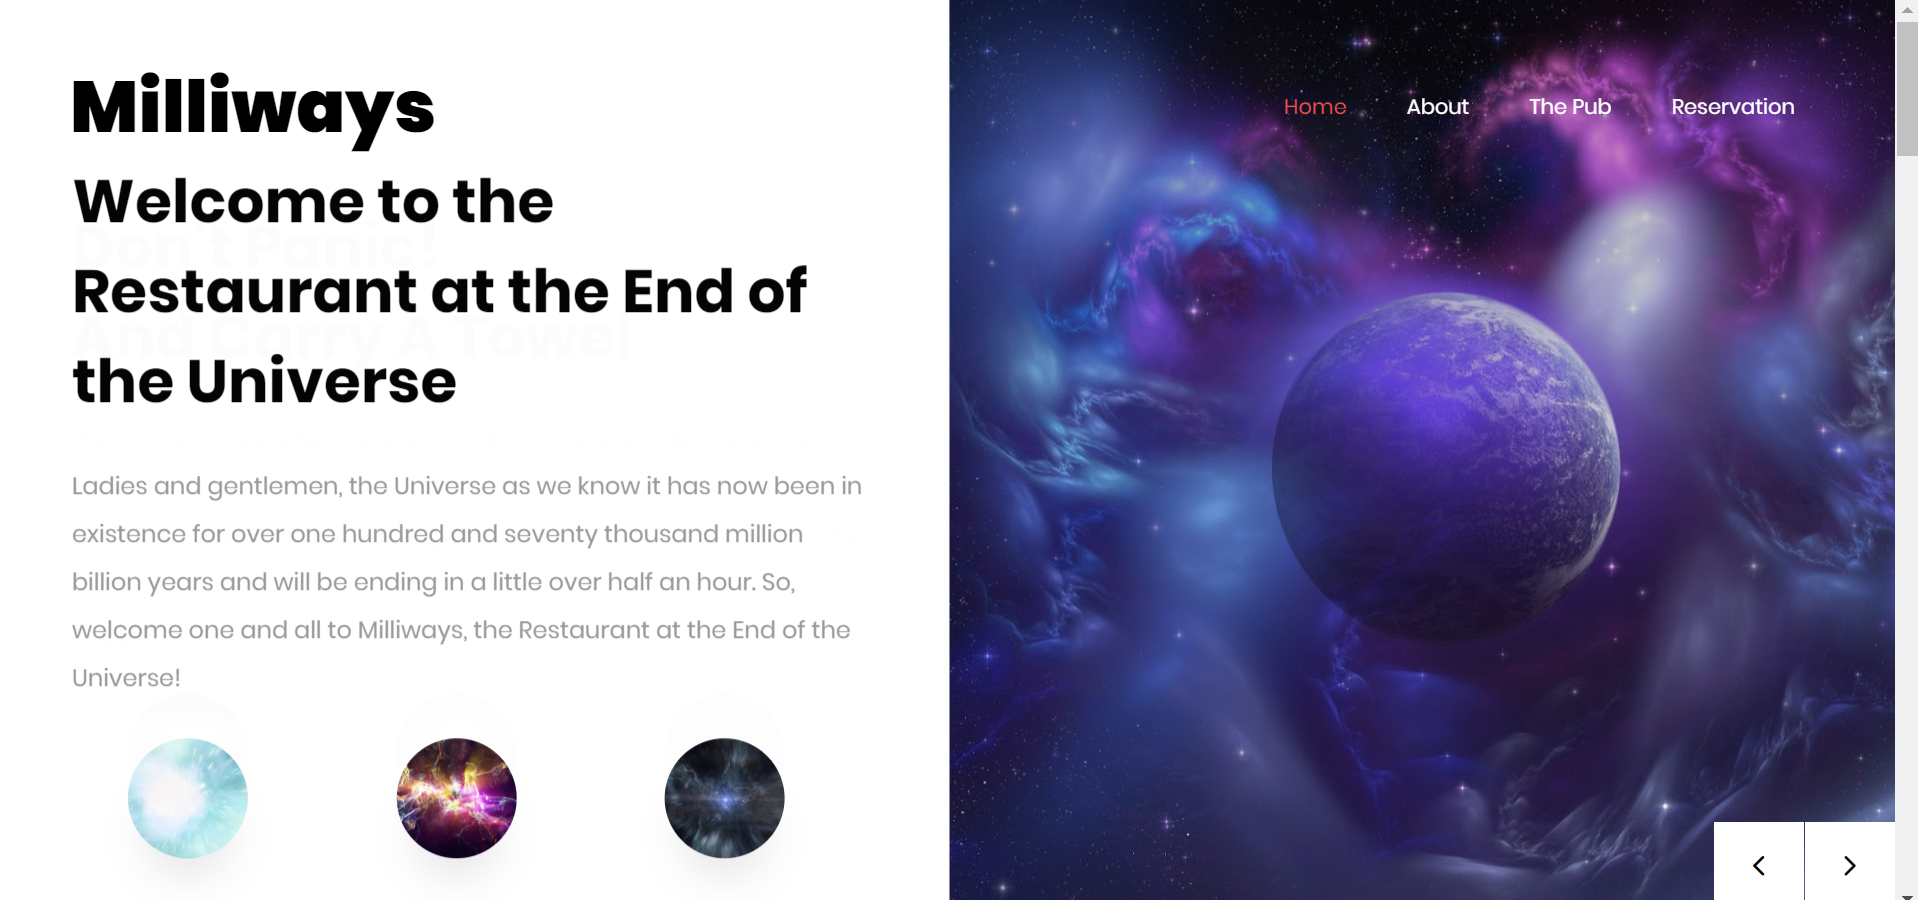 Milliways
Home About The Pub Reservation
Welcome to the
Don't Panic!
Restaurant at the End of
And Carry A Towel
the Universe
Ladies and gentlemen, the Universe as we know it has now been in
existence for over one hundred and seventy thousand million
billion years and will be ending in a little over half an hour. So,
welcome one and all to Milliways, the Restaurant at the End of the
Universe!